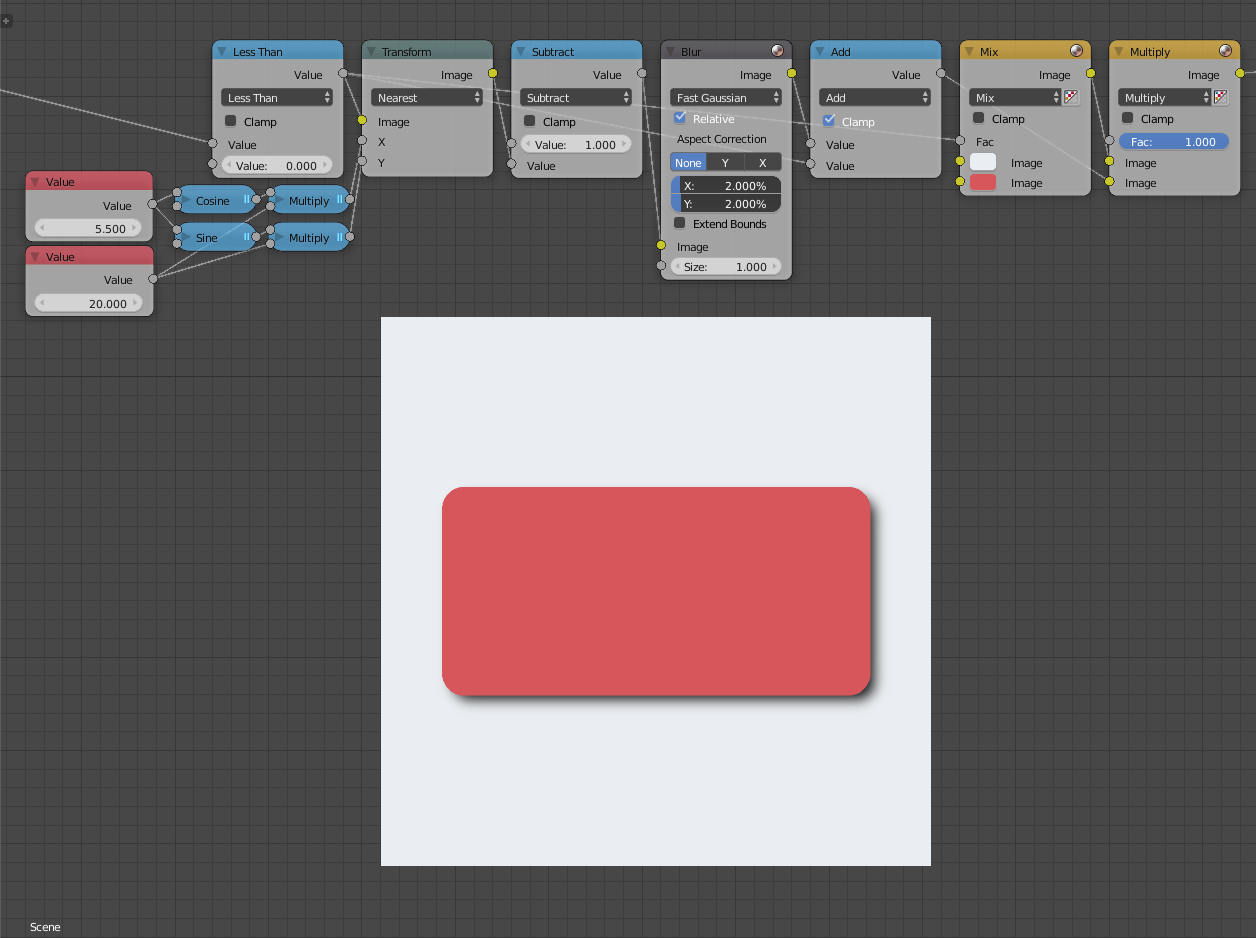 Less Than
Value
Less Than
Clamp
Value
Value: 0.000
Transform
Image
Nearest
Image
X
Y
Subtract
Value
Subtract
Clamp
Value: 1.000
Value
Blur
Image
Fast Gaussian
Relative
Aspect Correction
None Y X
X: 2.000%
Y: 2.000%
Extend Bounds
Image
Size: 1.000
Add
Value
Add
Clamp
Value
Value
Mix
Image
Mix
Clamp
Fac
Image
Image
Multiply
Image
Multiply
Clamp
Fac: 1.000
Image
Image
Value
Value
5.500
Value
Value
20.000
Cosine
Multiply
Sine
Multiply
Scene